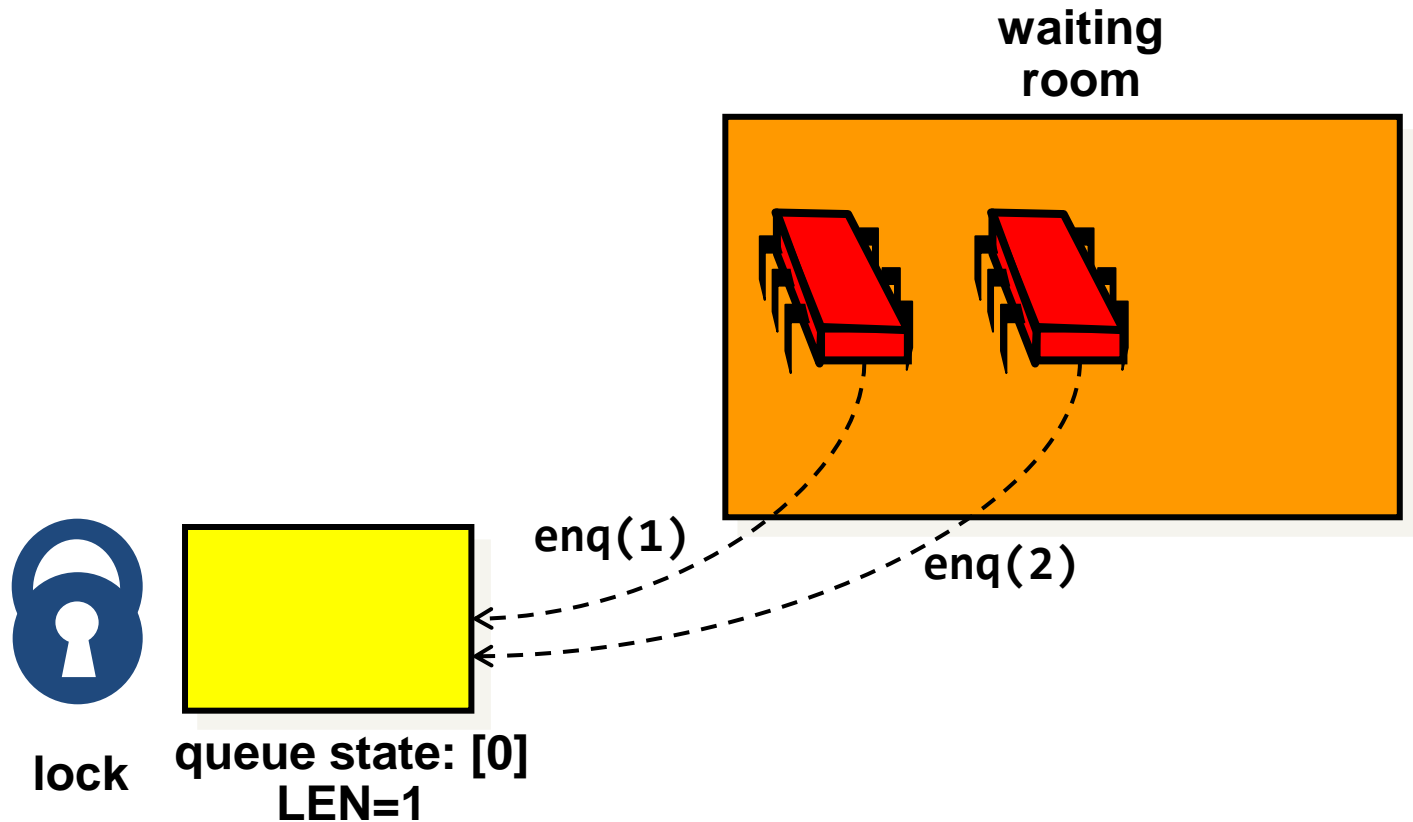 waiting
room
enq(1)
enq(2)
lock
queue state: [0]
LEN=1